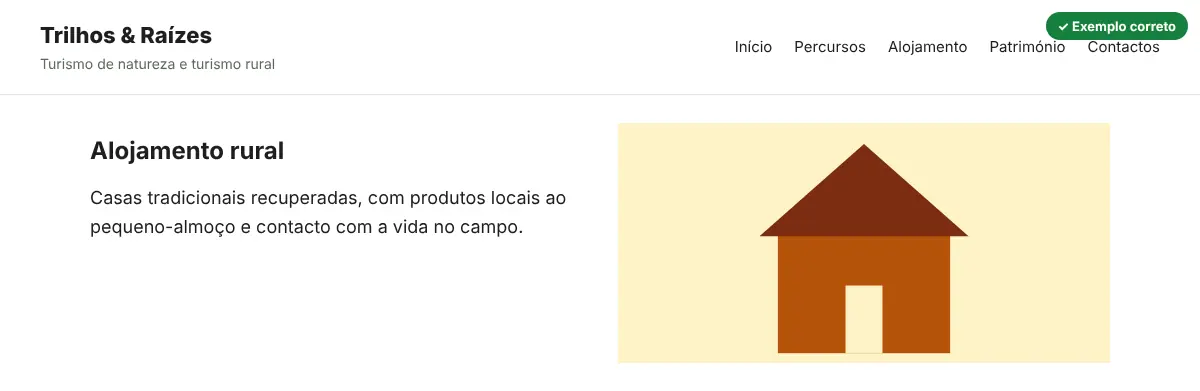 Trilhos & Raízes
Turismo de natureza e turismo rural
✓ Exemplo correto
Início Percursos Alojamento Património Contactos
Alojamento rural
Casas tradicionais recuperadas, com produtos locais ao
pequeno-almoço e contacto com a vida no campo.